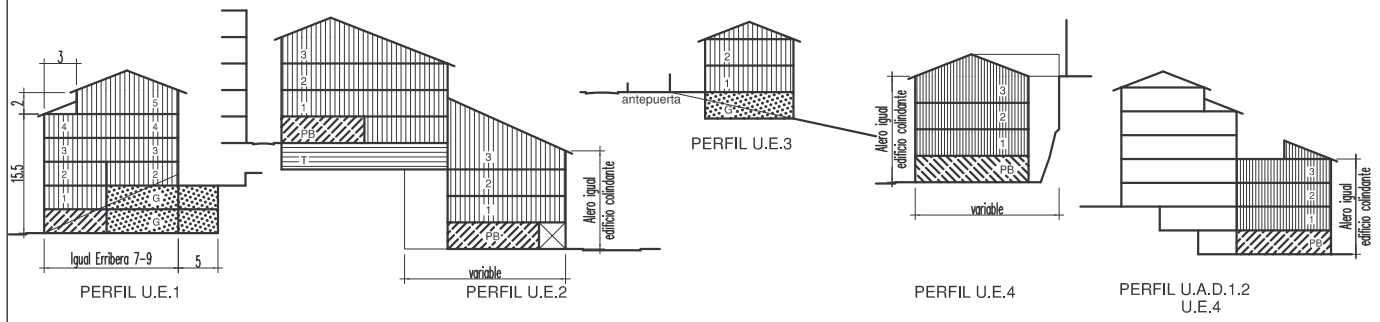 3
2
15.5
5
4
4
3
3
2
2
1
G
G
Igual Erribera 7-9
5
PERFIL U.E.1
3
2
1
PB
T
3
2
1
PB
Alero igual
edificio colindante
variable
PERFIL U.E.2
2
1
antepuerta
G
PERFIL U.E.3
3
2
1
PB
Alero igual
edificio colindante
variable
PERFIL U.E.4
3
2
1
PB
Alero igual
edificio colindante
PERFIL U.A.D.1.2
U.E.4